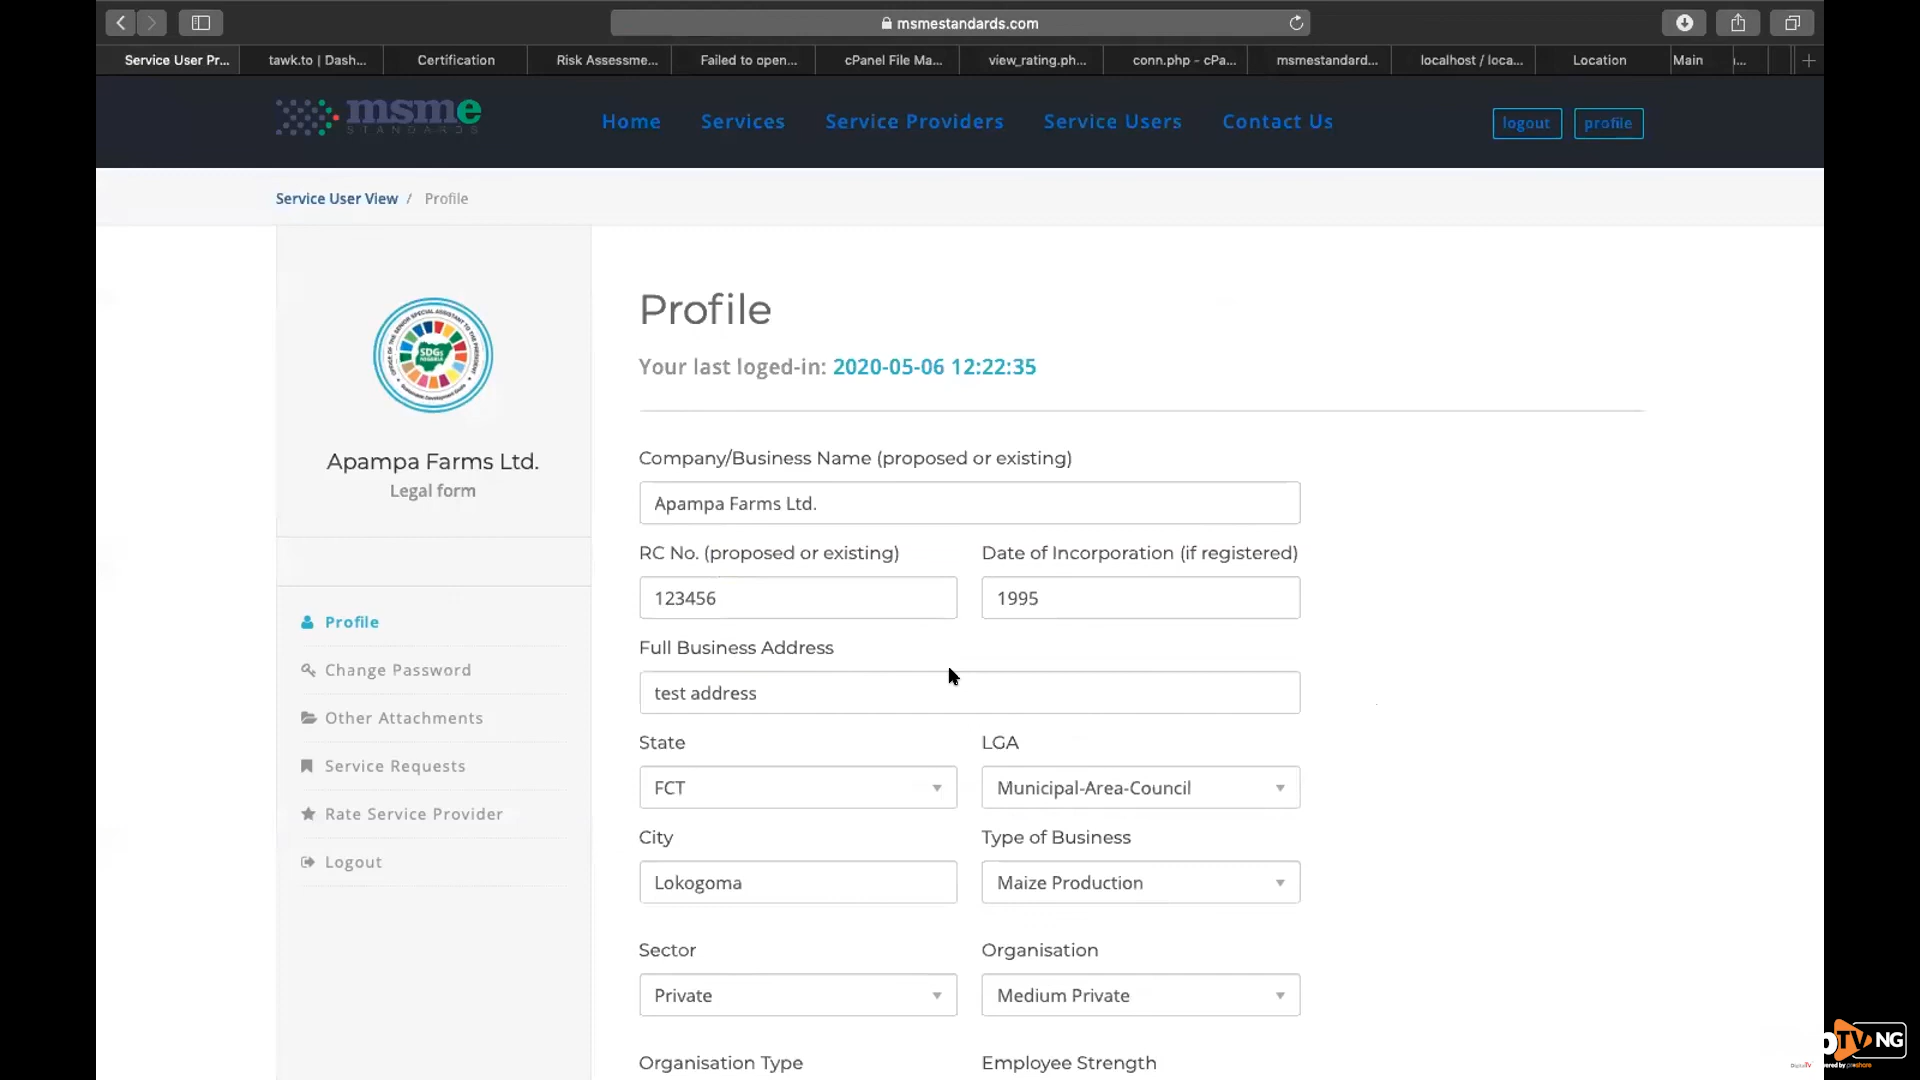 msmestandards.com
Service User Pr...
tawk.to | Dash...
Certification
Risk Assessme...
Failed to open...
cPanel File Ma...
view_rating.ph...
conn.php - cPa...
msmestandard...
localhost / loca...
Location
Main
msme
STANDARDS
Home
Services
Service Providers
Service Users
Contact Us
logout
profile
Service User View / Profile
SDGs
Apampa Farms Ltd.
Legal form
Profile
Change Password
Other Attachments
Service Requests
Rate Service Provider
Logout
Profile
Your last loged-in: 2020-05-06 12:22:35
Company/Business Name (proposed or existing)
Apampa Farms Ltd.
RC No. (proposed or existing)
Date of Incorporation (if registered)
123456
1995
Full Business Address
test address
State
LGA
FCT
Municipal-Area-Council
City
Type of Business
Lokogoma
Maize Production
Sector
Organisation
Private
Medium Private
Organisation Type
Employee Strength
TV NG